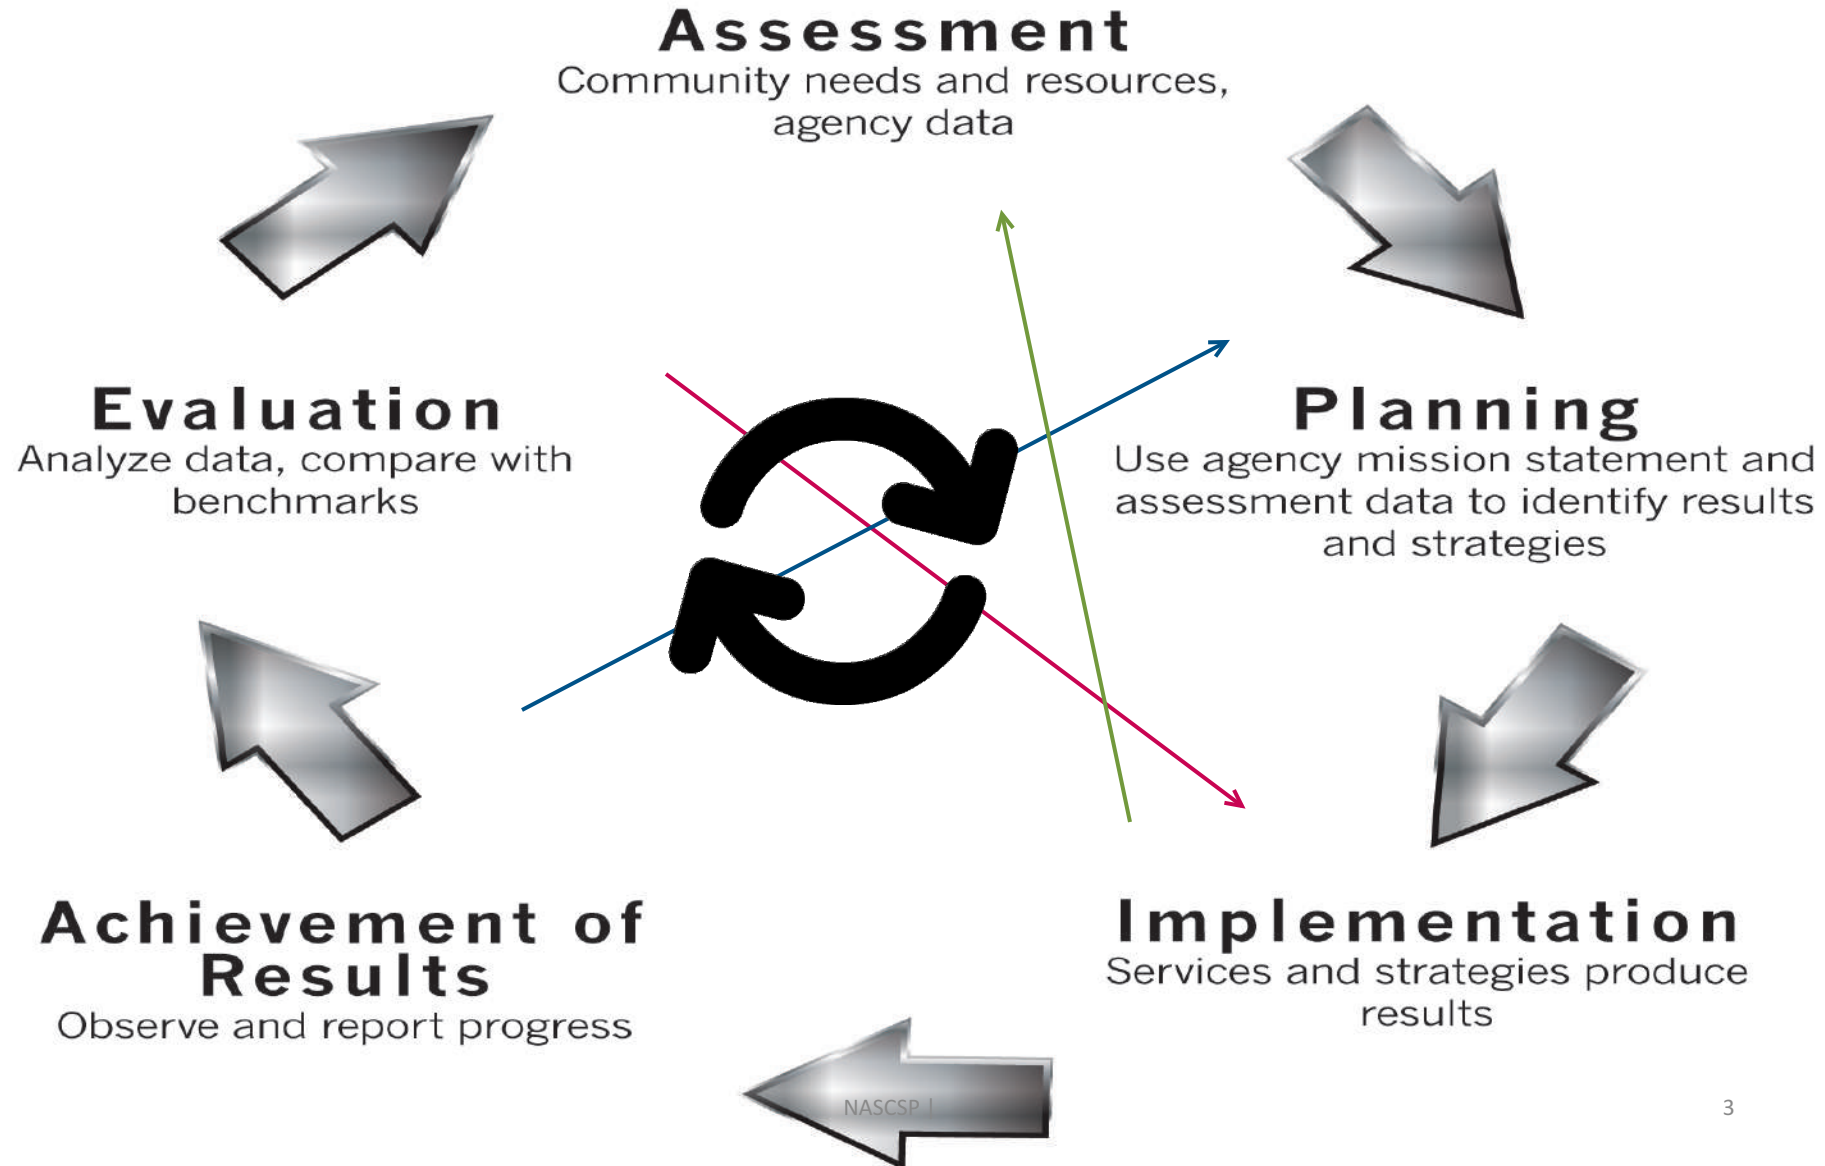 Assessment
Community needs and resources,
agency data
Evaluation
Analyze data, compare with
benchmarks
Planning
Use agency mission statement and
assessment data to identify results
and strategies
Achievement of
Results
Observe and report progress
Implementation
Services and strategies produce
results
NASCSP |
3